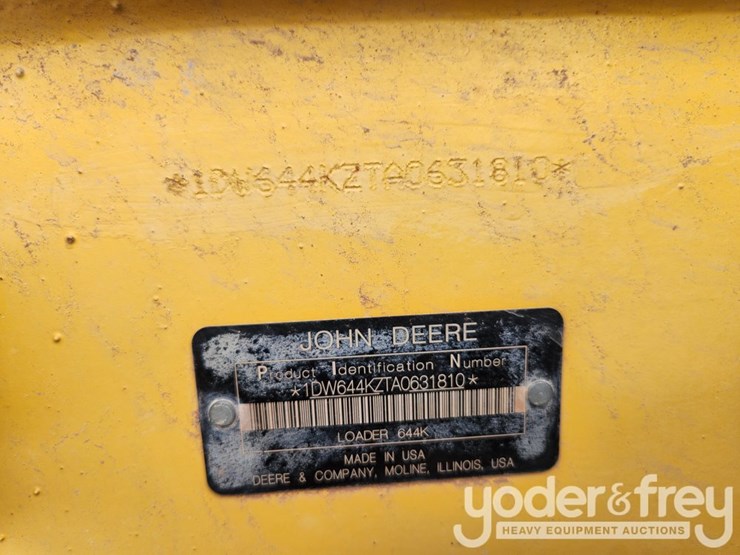 *1DW644KZTA0631810*
JOHN DEERE
Product Identification Number
*1DW644KZTA0631810*
LOADER 644K
MADE IN USA
DEERE & COMPANY, MOLINE, ILLINOIS, USA
yoder&frey
HEAVY EQUIPMENT AUCTIONS